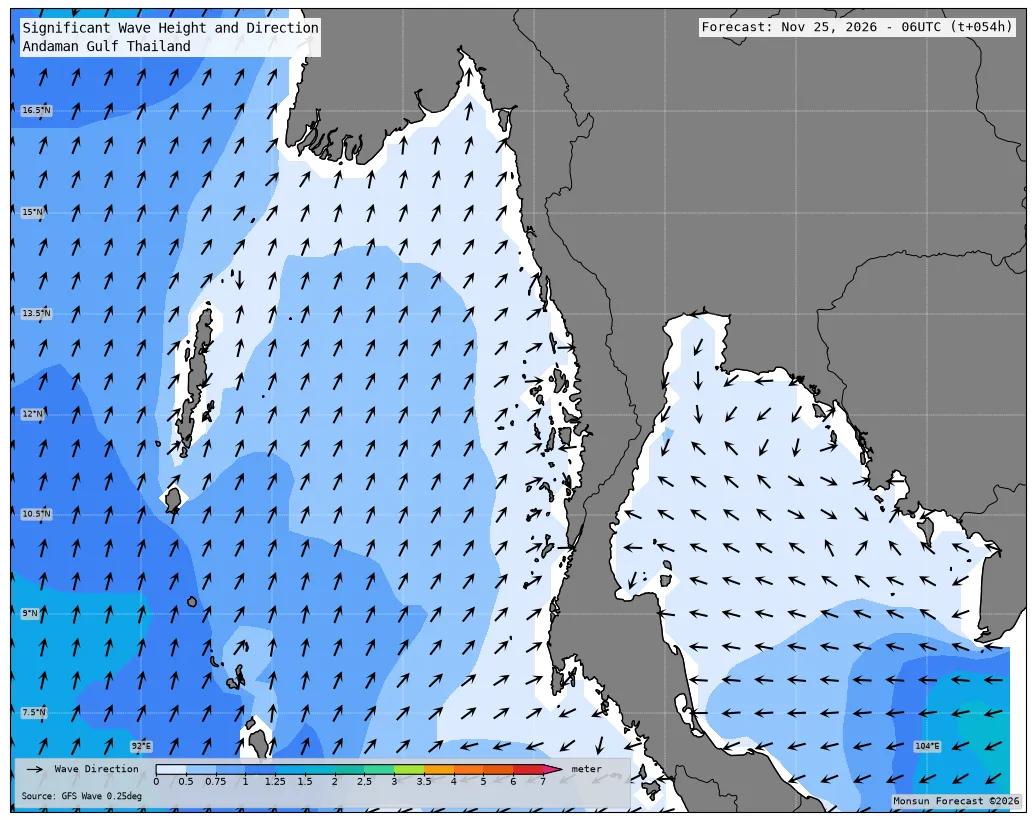 Significant Wave Height and Direction
Andaman Gulf Thailand
Forecast: Nov 25, 2026 - 06UTC (t+054h)
16.5°N
15°N
13.5°N
12°N
10.5°N
9°N
7.5°N
92°E
104°E
Wave Direction
meter
0 0.5 0.75 1 1.25 1.5 2 2.5 3 3.5 4 5 6 7
Source: GFS Wave 0.25deg
Monsun Forecast ©2026